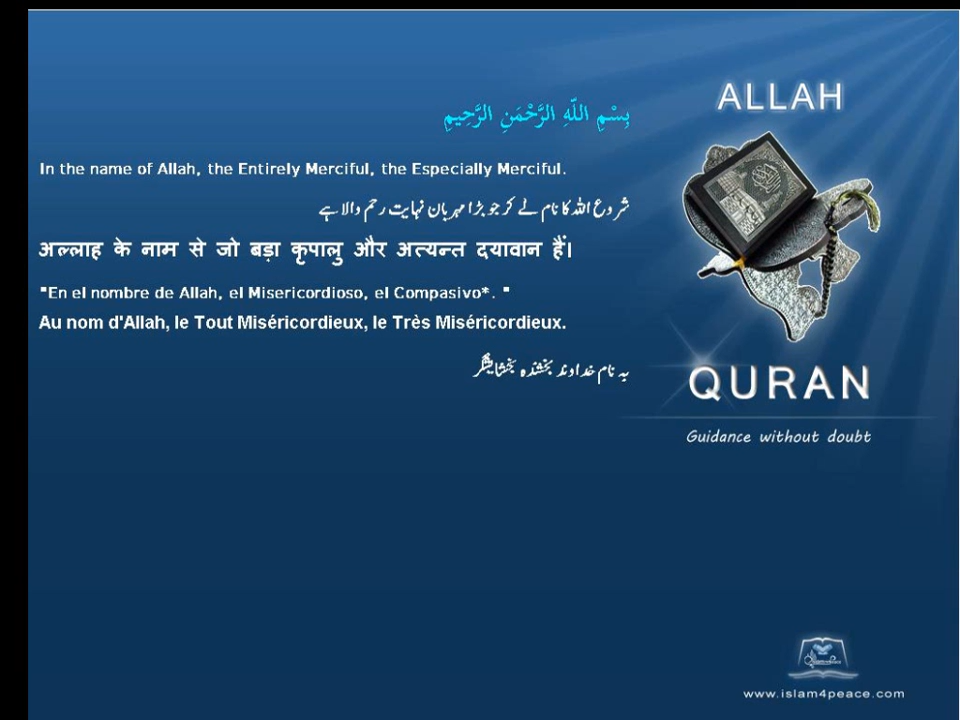 بِسْمِ اللَّهِ الرَّحْمَنِ الرَّحِيمِ
In the name of Allah, the Entirely Merciful, the Especially Merciful.
شروع الله کا نام لے کر جو بڑا مہربان نہایت رحم والا ہے
अल्लाह के नाम से जो बड़ा कृपालु और अत्यन्त दयावान हैं।
"En el nombre de Allah, el Misericordioso, el Compasivo*. "
Au nom d'Allah, le Tout Miséricordieux, le Très Miséricordieux.
به نام خداوند بخشنده بخشایشگر
ALLAH
QURAN
Guidance without doubt
www.islam4peace.com